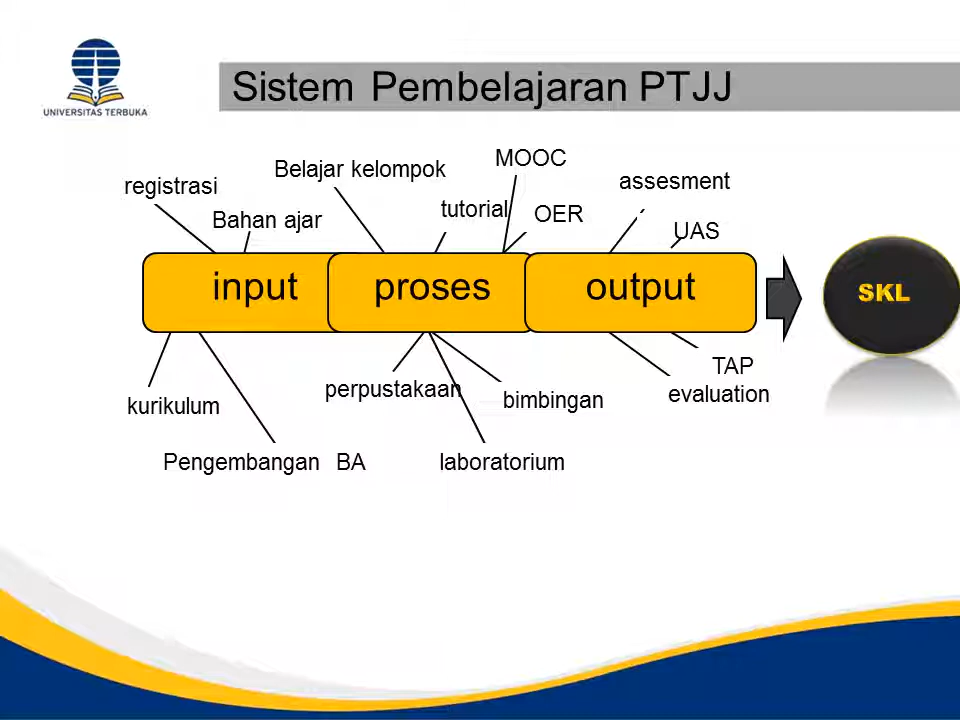 UNIVERSITAS TERBUKA
Sistem Pembelajaran PTJJ
MOOC
Belajar kelompok
assesment
registrasi
tutorial
OER
Bahan ajar
UAS
input
proses
output
SKL
TAP
perpustakaan
evaluation
bimbingan
kurikulum
Pengembangan BA
laboratorium